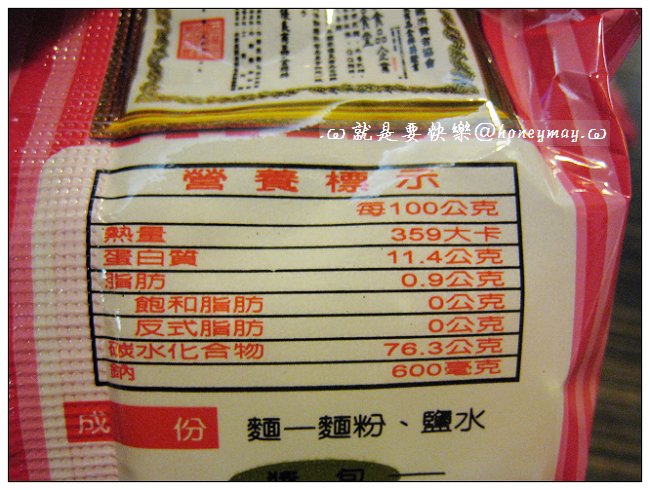 就是要快樂@honeymay.
營養標示
每100公克
熱量 359大卡
蛋白質 11.4公克
脂肪 0.9公克
飽和脂肪 0公克
反式脂肪 0公克
碳水化合物 76.3公克
鈉 600毫克
成份 麵—麵粉、鹽水
醬包